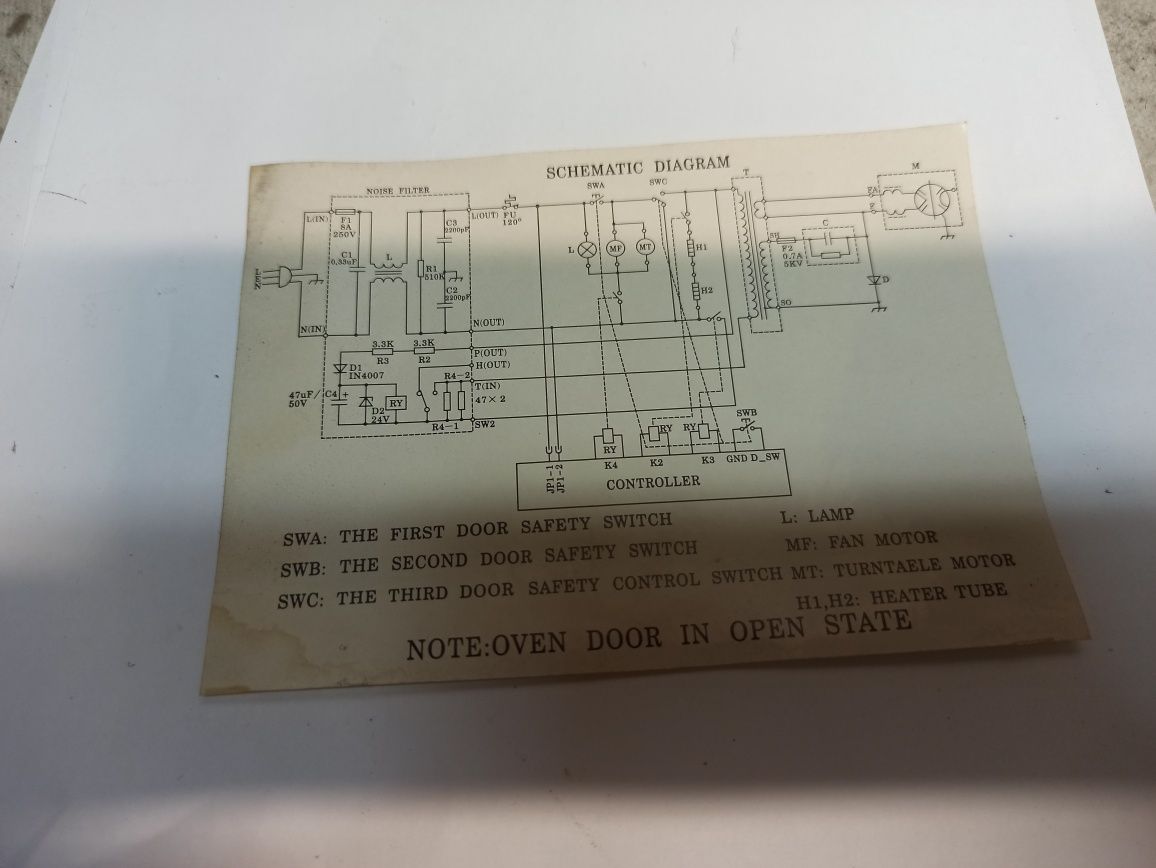 SCHEMATIC DIAGRAM
NOISE FILTER
SWA
SWC
T
M
L(IN)
F1
8A
250V
L(OUT)
FU
120°
C3
2200pF
C1
0,33uF
L
R1
510K
C2
2200pF
L
MF
MT
H1
H2
FA
F
SH
F2
0.7A
5KV
C
D
SO
L
E
N
N(IN)
N(OUT)
3.3K
R3
3.3K
R2
P(OUT)
H(OUT)
D1
IN4007
R4-2
T(IN)
47×2
47uF/
50V
C4
+
D2
24V
RY
R4-1
SW2
SWB
RY
RY
RY
JP1-1
JP1-2
K4
K2
K3
GND
D_SW
CONTROLLER
SWA: THE FIRST DOOR SAFETY SWITCH
L: LAMP
SWB: THE SECOND DOOR SAFETY SWITCH
MF: FAN MOTOR
SWC: THE THIRD DOOR SAFETY CONTROL SWITCH
MT: TURNTAELE MOTOR
H1,H2: HEATER TUBE
NOTE:OVEN DOOR IN OPEN STATE